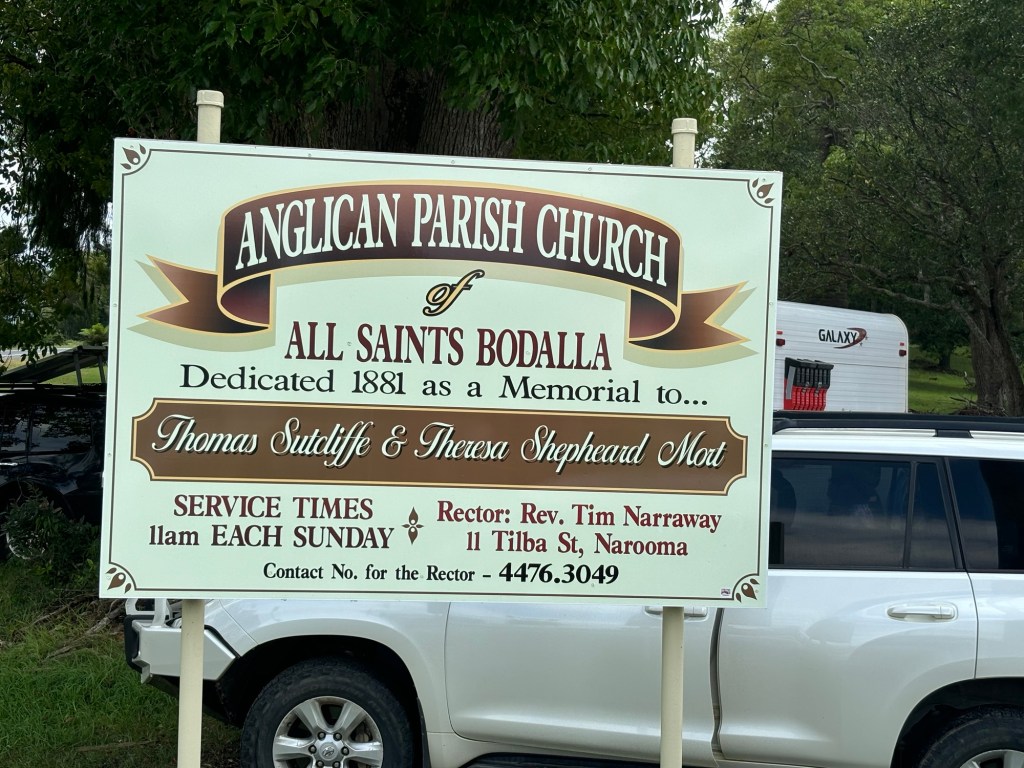 ANGLICAN PARISH CHURCH
of
ALL SAINTS BODALLA
Dedicated 1881 as a Memorial to...
Thomas Sutcliffe & Theresa Shepheard Mort
SERVICE TIMES
11am EACH SUNDAY
Rector: Rev. Tim Narraway
11 Tilba St, Narooma
Contact No. for the Rector - 4476.3049
GALAXY